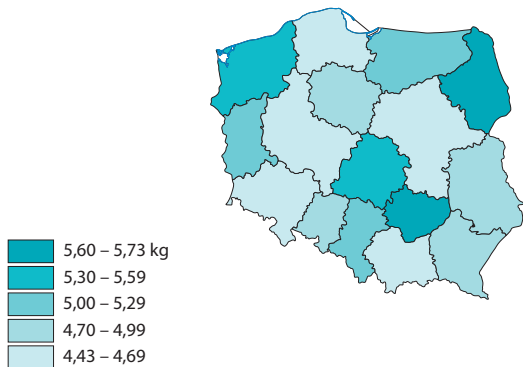 5,60 – 5,73 kg
5,30 – 5,59
5,00 – 5,29
4,70 – 4,99
4,43 – 4,69